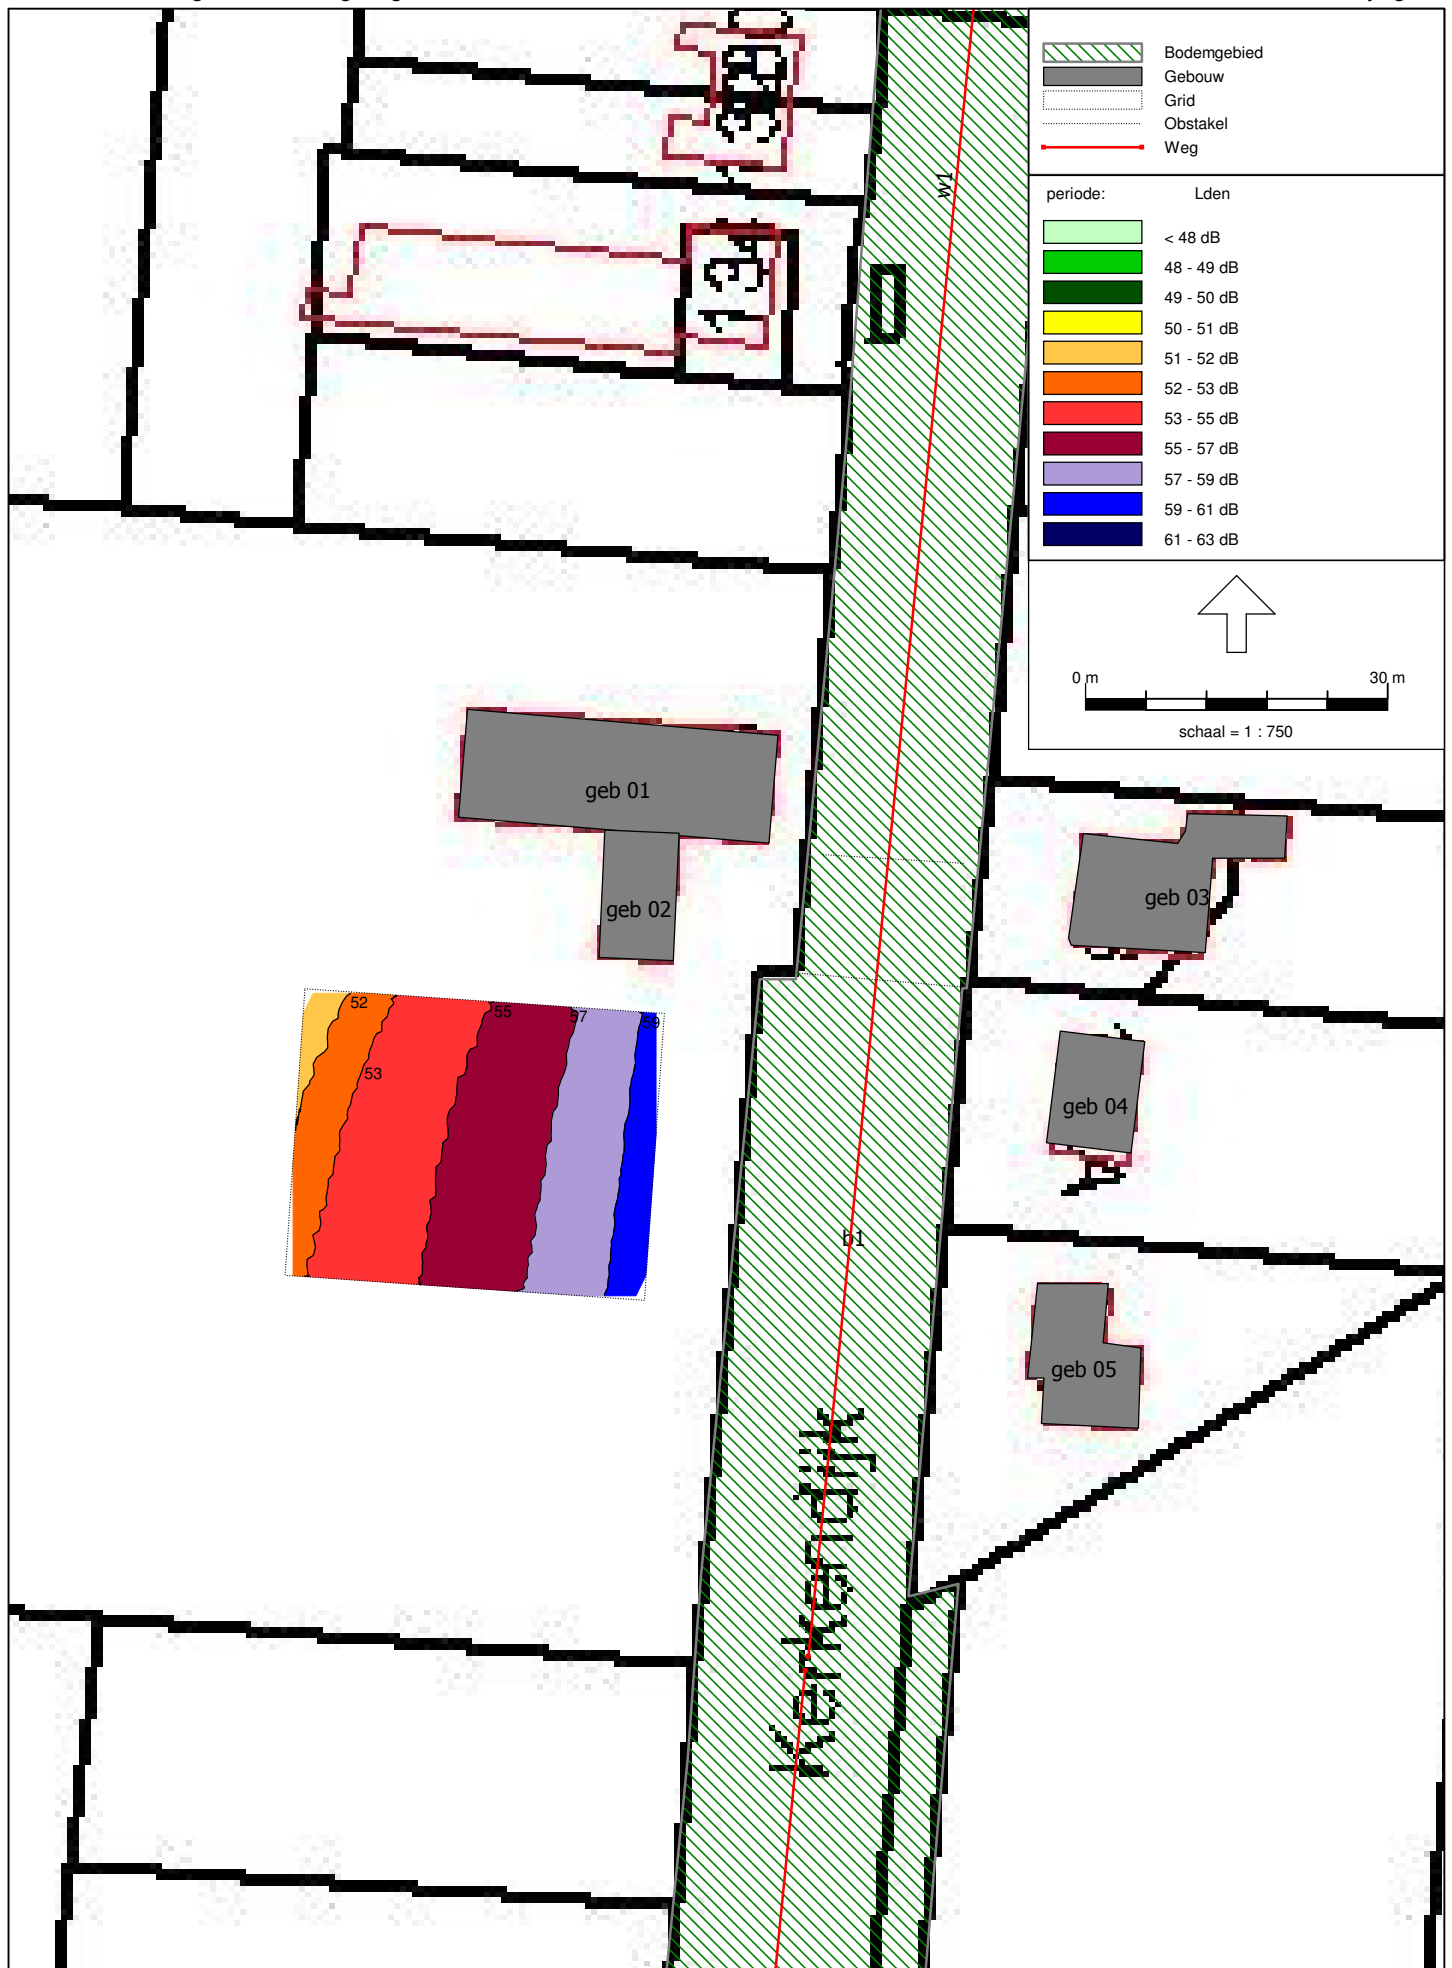 Bodemgebied
Gebouw
Grid
Obstakel
Weg
periode: Lden
< 48 dB
48 - 49 dB
49 - 50 dB
50 - 51 dB
51 - 52 dB
52 - 53 dB
53 - 55 dB
55 - 57 dB
57 - 59 dB
59 - 61 dB
61 - 63 dB
0 m 30 m
schaal = 1 : 750
w1
134
geb 01
geb 02
geb 03
geb 04
geb 05
52
53
55
57
59
b1
Kerkendijk